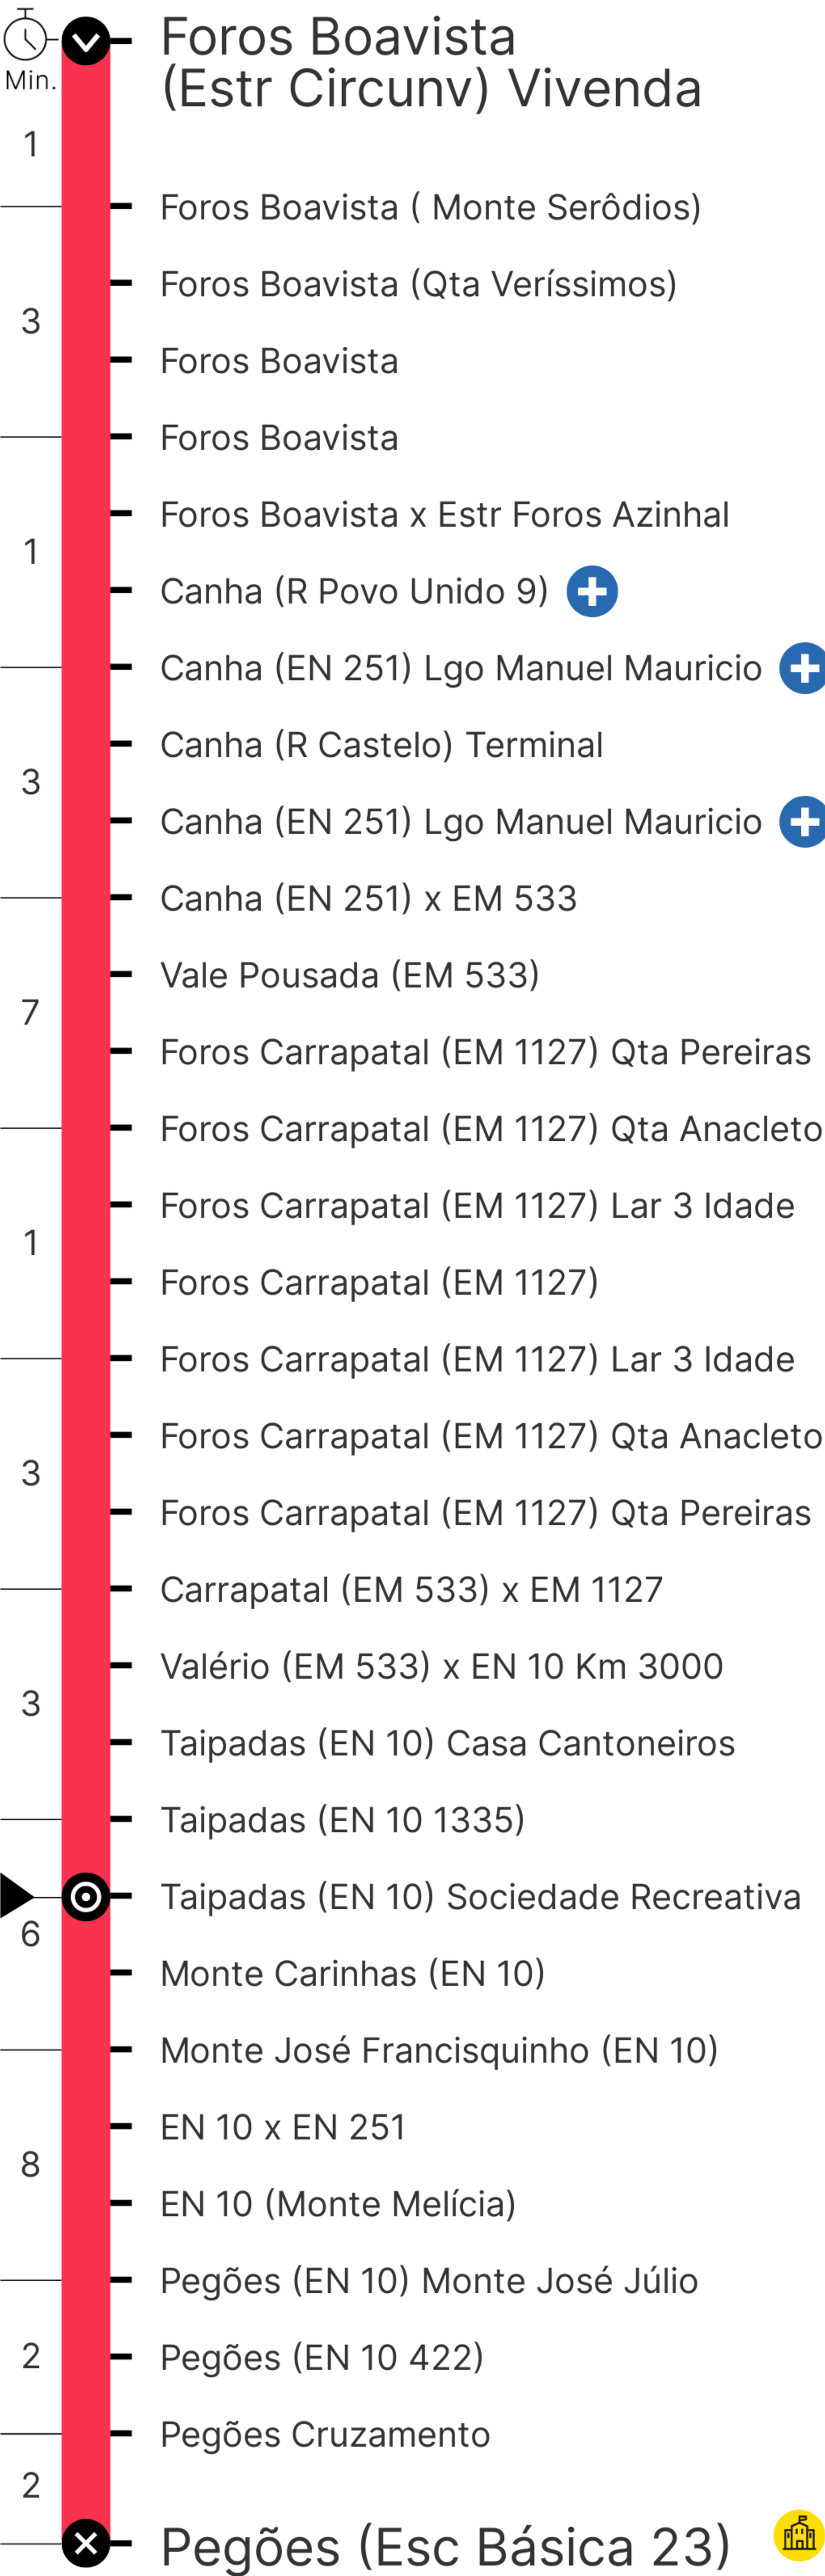 Min.
Foros Boavista
(Estr Circunv) Vivenda
1
Foros Boavista ( Monte Serôdios)
Foros Boavista (Qta Veríssimos)
3
Foros Boavista
Foros Boavista
Foros Boavista x Estr Foros Azinhal
1
Canha (R Povo Unido 9)
Canha (EN 251) Lgo Manuel Mauricio
Canha (R Castelo) Terminal
3
Canha (EN 251) Lgo Manuel Mauricio
Canha (EN 251) x EM 533
Vale Pousada (EM 533)
7
Foros Carrapatal (EM 1127) Qta Pereiras
Foros Carrapatal (EM 1127) Qta Anacleto
Foros Carrapatal (EM 1127) Lar 3 Idade
1
Foros Carrapatal (EM 1127)
Foros Carrapatal (EM 1127) Lar 3 Idade
Foros Carrapatal (EM 1127) Qta Anacleto
3
Foros Carrapatal (EM 1127) Qta Pereiras
Carrapatal (EM 533) x EM 1127
Valério (EM 533) x EN 10 Km 3000
3
Taipadas (EN 10) Casa Cantoneiros
Taipadas (EN 10 1335)
Taipadas (EN 10) Sociedade Recreativa
6
Monte Carinhas (EN 10)
Monte José Francisquinho (EN 10)
EN 10 x EN 251
8
EN 10 (Monte Melícia)
Pegões (EN 10) Monte José Júlio
2
Pegões (EN 10 422)
Pegões Cruzamento
2
Pegões (Esc Básica 23)